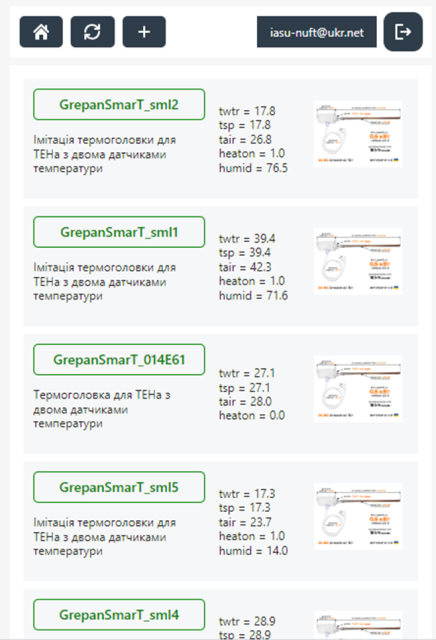 iasu-nuft@ukr.net
GrepanSmarT_sml2
Імітація термоголовки для
ТЕНа з двома датчиками
температури
twtr = 17.8
tsp = 17.8
tair = 26.8
heaton = 1.0
humid = 76.5
GrepanSmarT_sml1
Імітація термоголовки для
ТЕНа з двома датчиками
температури
twtr = 39.4
tsp = 39.4
tair = 42.3
heaton = 1.0
humid = 71.6
GrepanSmarT_014E61
Термоголовка для ТЕНа з
двома датчиками
температури
twtr = 27.1
tsp = 27.1
tair = 28.0
heaton = 0.0
GrepanSmarT_sml5
Імітація термоголовки для
ТЕНа з двома датчиками
температури
twtr = 17.3
tsp = 17.3
tair = 23.7
heaton = 1.0
humid = 14.0
GrepanSmarT_sml4
twtr = 28.9
tsp = 28.9